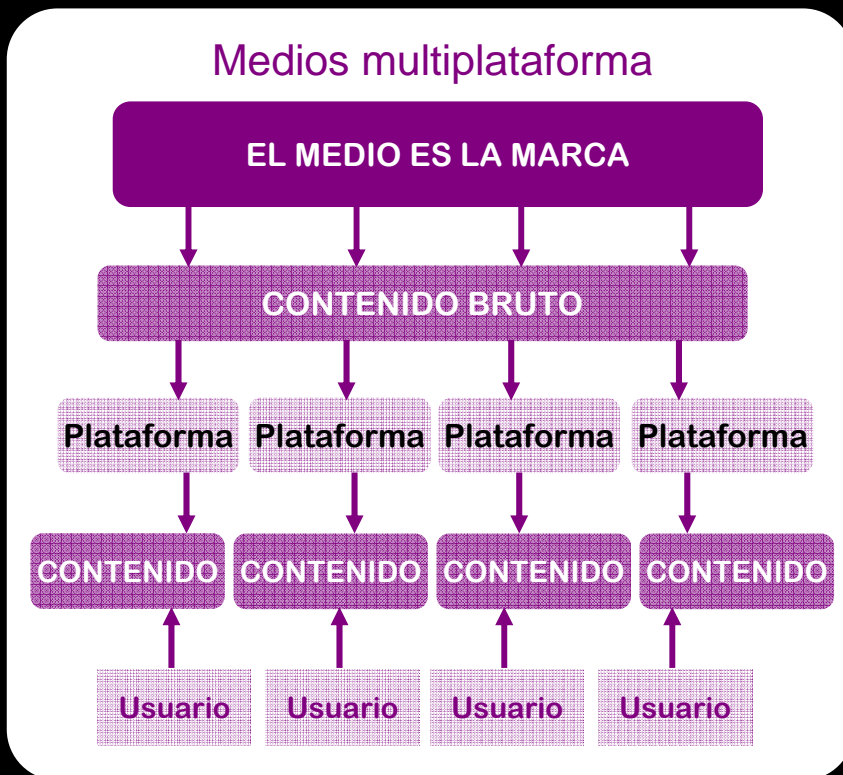 Medios multiplataforma
EL MEDIO ES LA MARCA
CONTENIDO BRUTO
Plataforma Plataforma Plataforma Plataforma
CONTENIDO CONTENIDO CONTENIDO CONTENIDO
Usuario Usuario Usuario Usuario